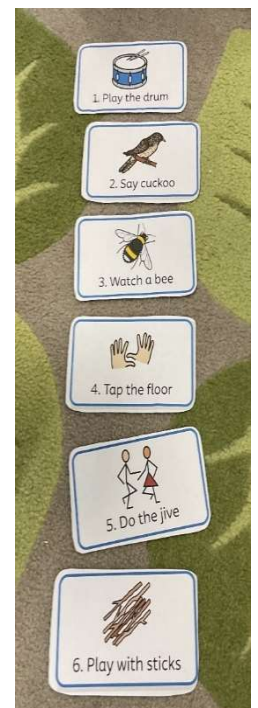 1. Play the drum
2. Say cuckoo
3. Watch a bee
4. Tap the floor
5. Do the jive
6. Play with sticks